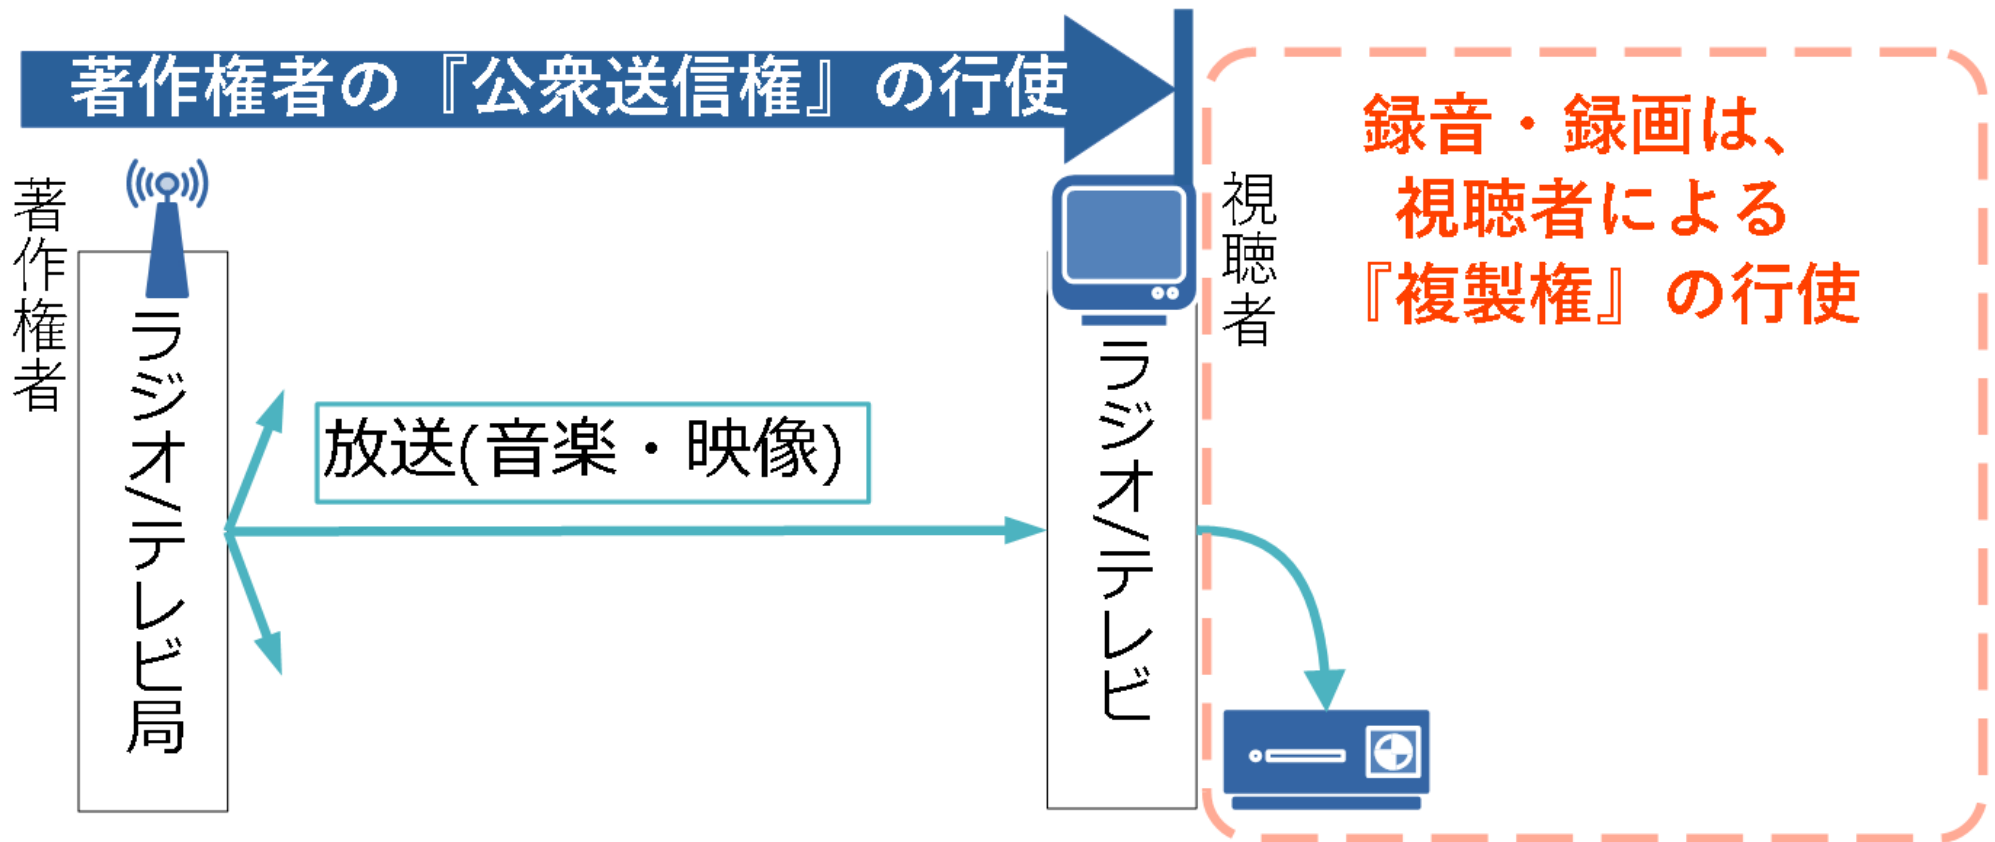 著作権者の『公衆送信権』の行使
録音・録画は、
視聴者による
『複製権』の行使
著作権者
ラジオ/テレビ局
放送(音楽・映像)
ラジオ/テレビ
視聴者